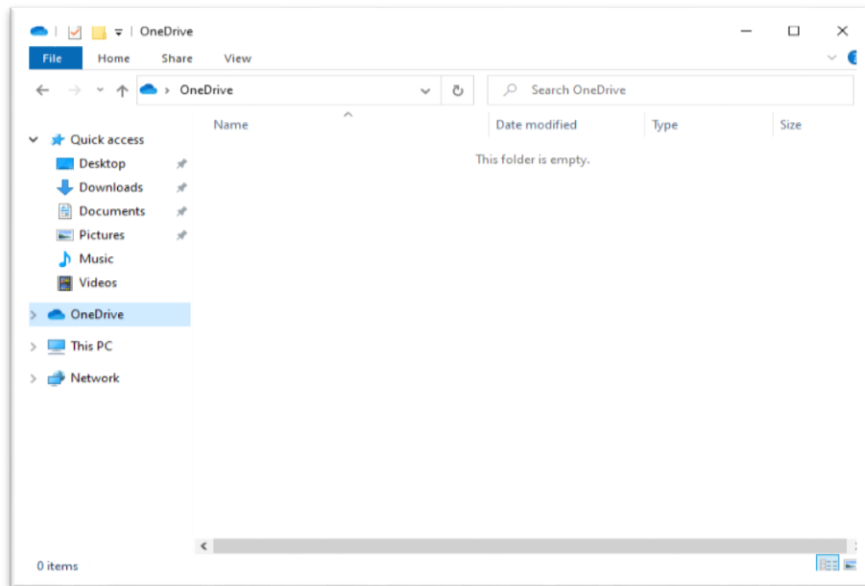 OneDrive
File Home Share View
OneDrive
Search OneDrive
Name Date modified Type Size
This folder is empty.
Quick access
Desktop
Downloads
Documents
Pictures
Music
Videos
OneDrive
This PC
Network
0 items